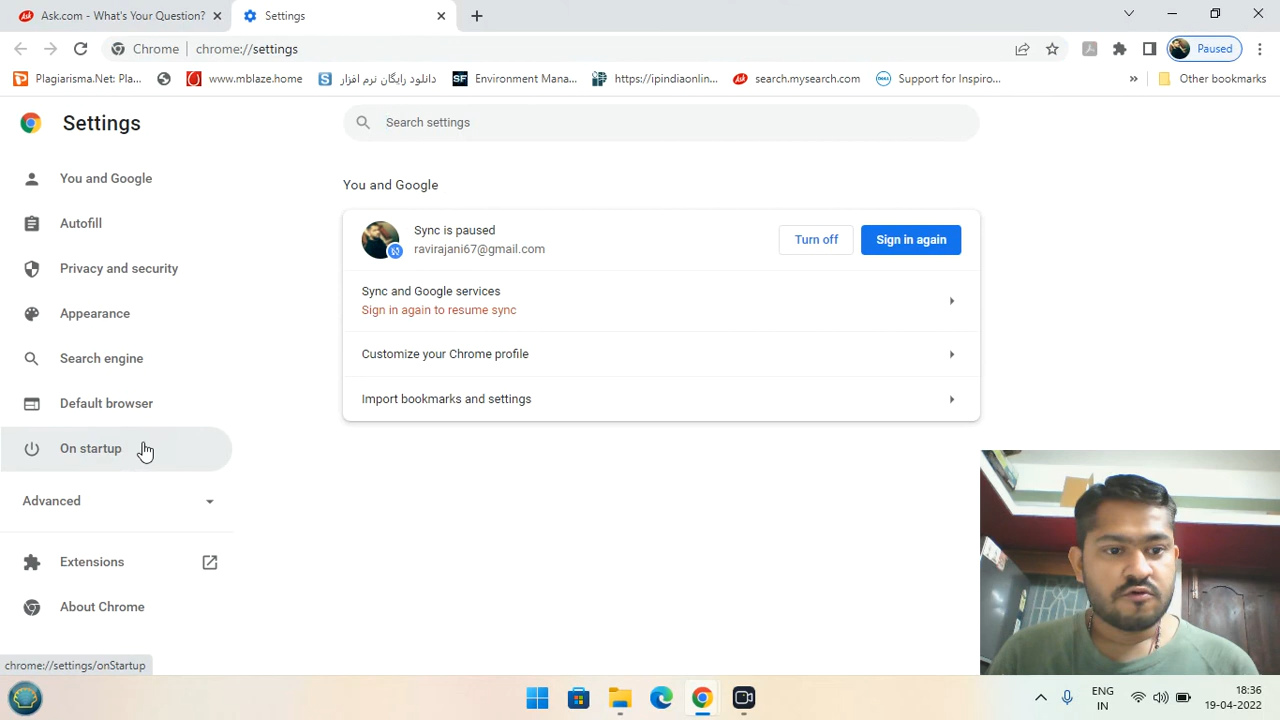 Ask.com - What's Your Question?
Settings
Chrome
chrome://settings
Paused
Plagiarisma.Net: Pla...
www.mblaze.home
دانلود رایگان نرم افزار
Environment Mana...
https://ipindiaonlin...
search.mysearch.com
Support for Inspiro...
»
Other bookmarks
Settings
Search settings
You and Google
Autofill
Privacy and security
Appearance
Search engine
Default browser
On startup
Advanced
Extensions
About Chrome
You and Google
Sync is paused
ravirajani67@gmail.com
Turn off
Sign in again
Sync and Google services
Sign in again to resume sync
Customize your Chrome profile
Import bookmarks and settings
chrome://settings/onStartup
ENG
IN
18:36
19-04-2022